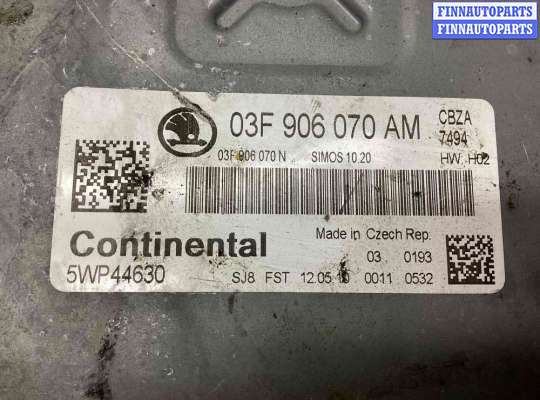 FINNAUTOPARTS
FINNAUTOPARTS
03F 906 070 AM CBZA
7494
03F 906 070 N SIMOS 10.20 HW H02
Continental
Made in Czech Rep.
03 0193
5WP44630 SJ8 FST 12.05.10 0011 0532